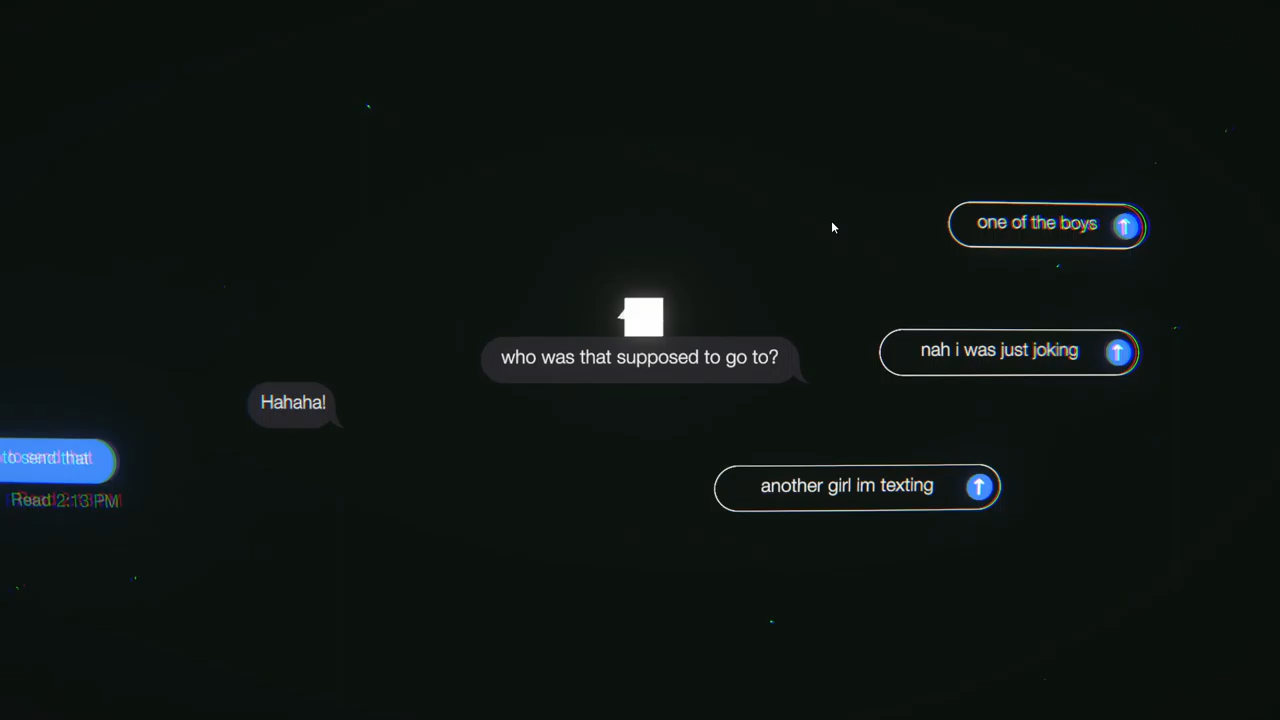 one of the boys
who was that supposed to go to?
nah i was just joking
Hahaha!
to send that
Read 2:13 PM
another girl im texting